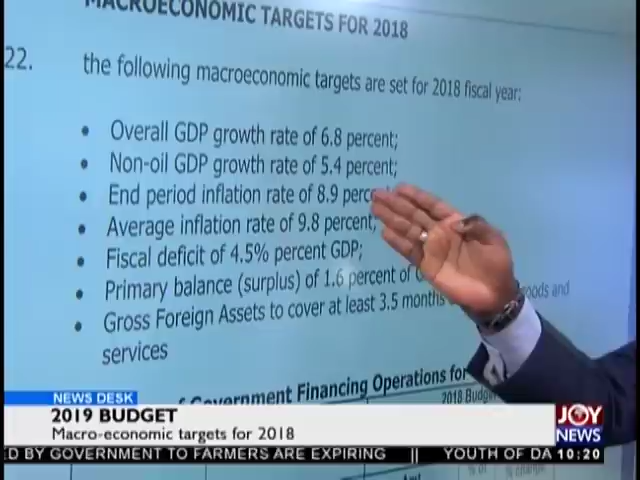 MACROECONOMIC TARGETS FOR 2018
22. the following macroeconomic targets are set for 2018 fiscal year:
• Overall GDP growth rate of 6.8 percent;
• Non-oil GDP growth rate of 5.4 percent;
• End period inflation rate of 8.9
• Average inflation rate of 9.8 percent;
• Fiscal deficit of 4.5% percent GDP;
• Primary balance (surplus) of 1.6 percent of
• Gross Foreign Assets to cover at least 3.5 months and
services
Government Financing Operations for
2018 Budget
NEWS DESK
2019 BUDGET
Macro-economic targets for 2018
JOY
NEWS
D BY GOVERNMENT TO FARMERS ARE EXPIRING || YOUTH OF DA 10:20